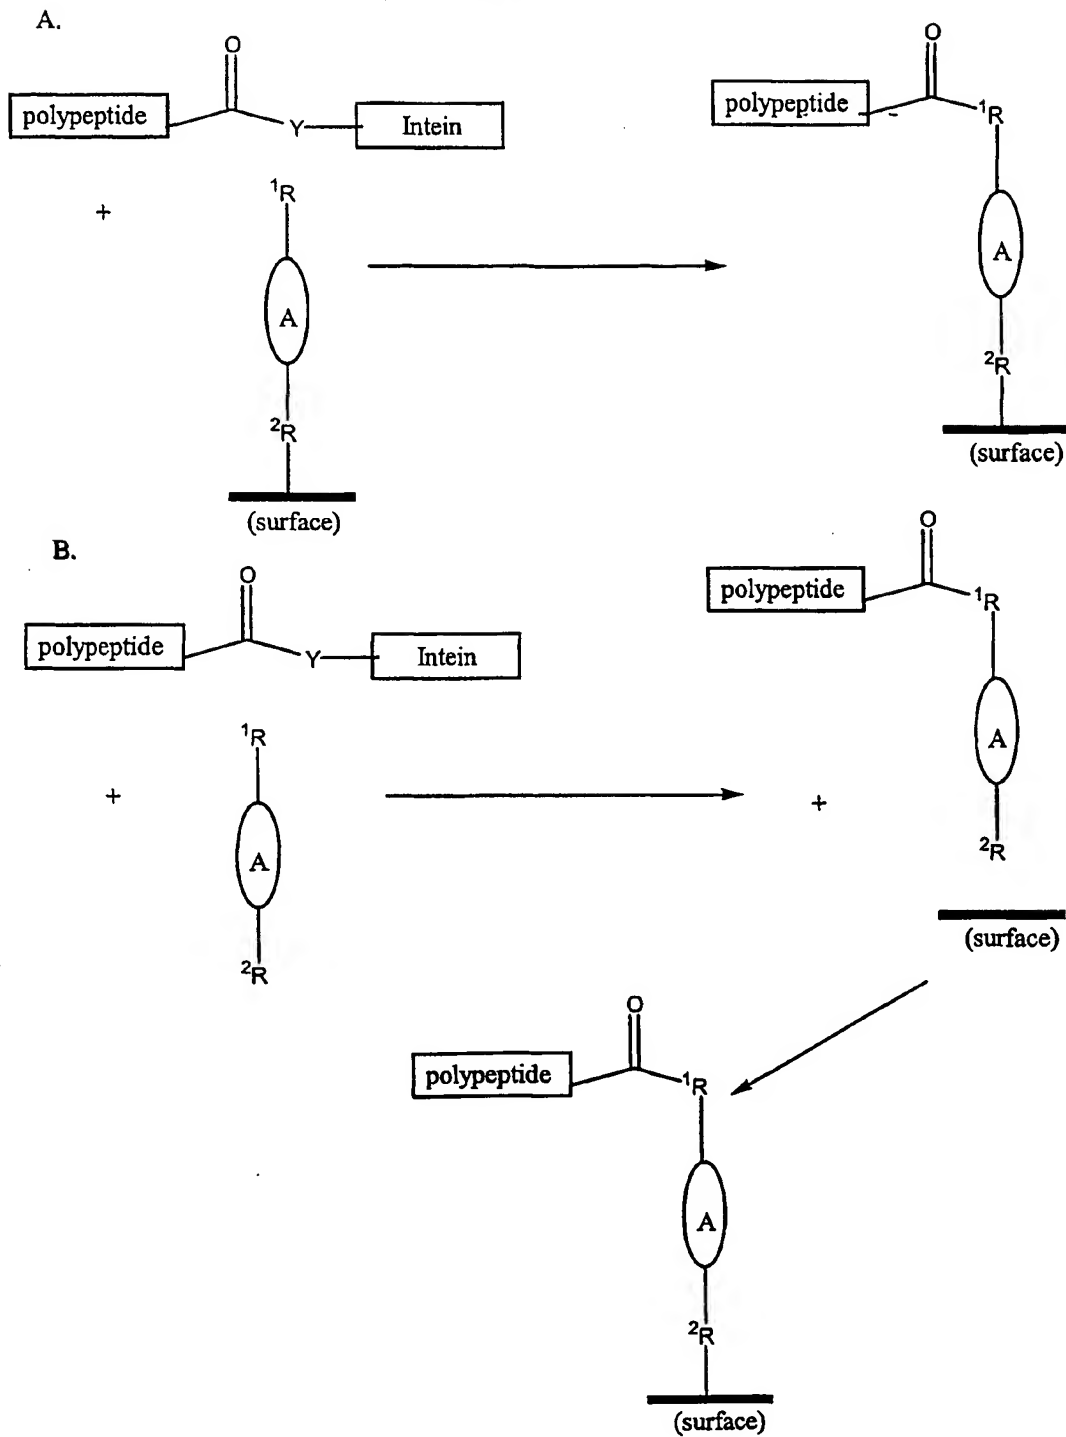 A.
O
polypeptide
Y
Intein
+
¹R
A
²R
(surface)
O
polypeptide
¹R
A
²R
(surface)
B.
O
polypeptide
Y
Intein
+
¹R
A
²R
O
polypeptide
¹R
A
+
²R
(surface)
O
polypeptide
¹R
A
²R
(surface)